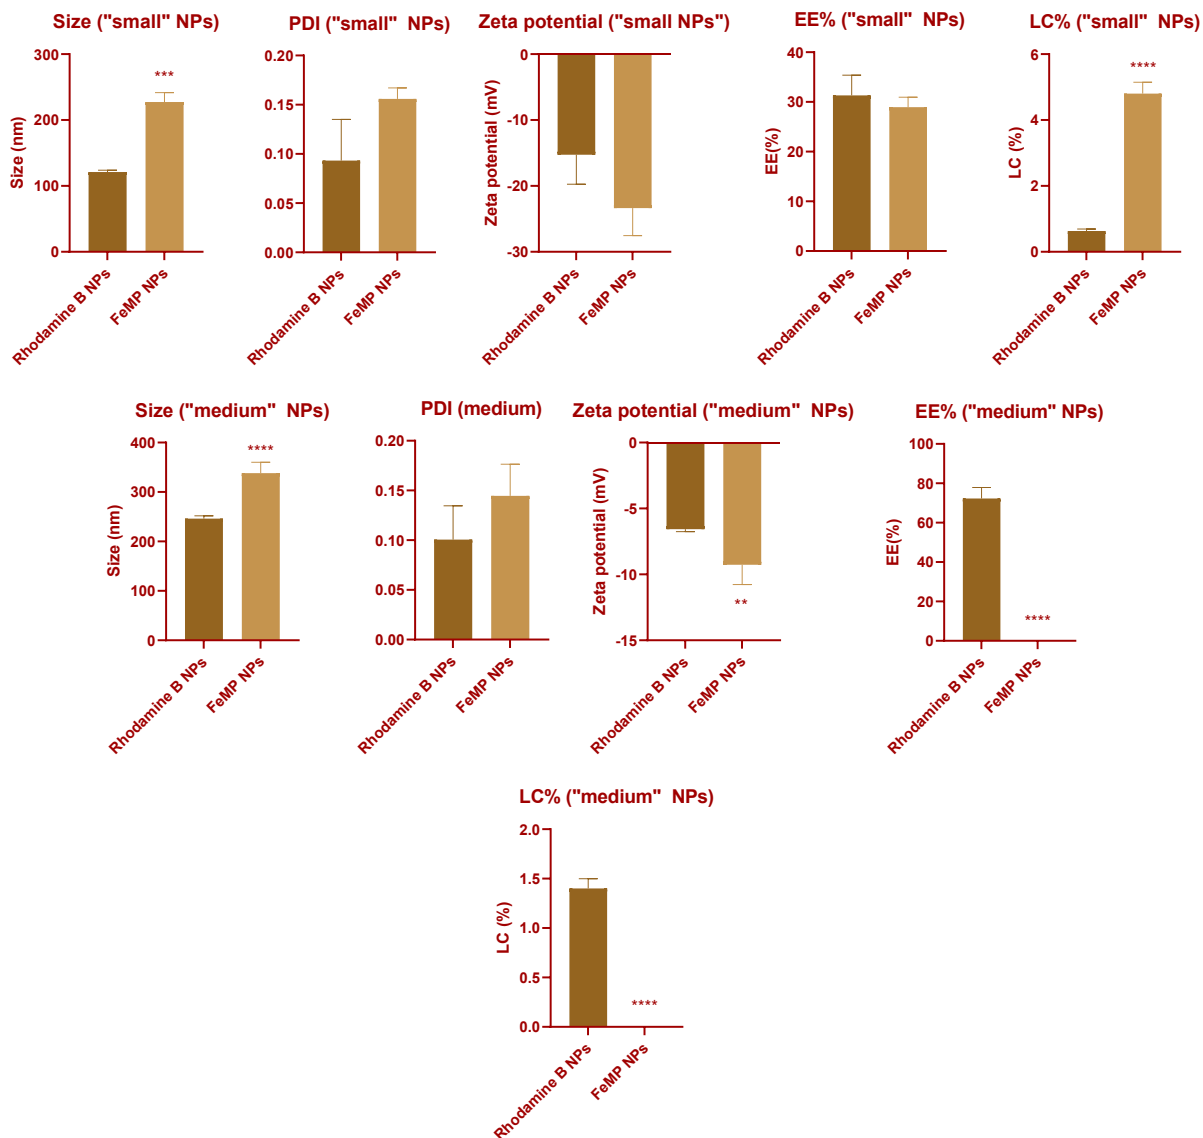 Size ("small" NPs)
300
200
100
0
Size (nm)
***
Rhodamine B NPs
FeMP NPs
PDI ("small" NPs)
0.20
0.15
0.10
0.05
0.00
Rhodamine B NPs
FeMP NPs
Zeta potential ("small NPs")
0
-10
-20
-30
Zeta potential (mV)
Rhodamine B NPs
FeMP NPs
EE% ("small" NPs)
40
30
20
10
0
EE(%)
Rhodamine B NPs
FeMP NPs
LC% ("small" NPs)
6
4
2
0
LC (%)
****
Rhodamine B NPs
FeMP NPs
Size ("medium" NPs)
400
300
200
100
0
Size (nm)
****
Rhodamine B NPs
FeMP NPs
PDI (medium)
0.20
0.15
0.10
0.05
0.00
Rhodamine B NPs
FeMP NPs
Zeta potential ("medium" NPs)
0
-5
-10
-15
Zeta potential (mV)
**
Rhodamine B NPs
FeMP NPs
EE% ("medium" NPs)
100
80
60
40
20
0
EE(%)
****
Rhodamine B NPs
FeMP NPs
LC% ("medium" NPs)
2.0
1.5
1.0
0.5
0.0
LC (%)
****
Rhodamine B NPs
FeMP NPs